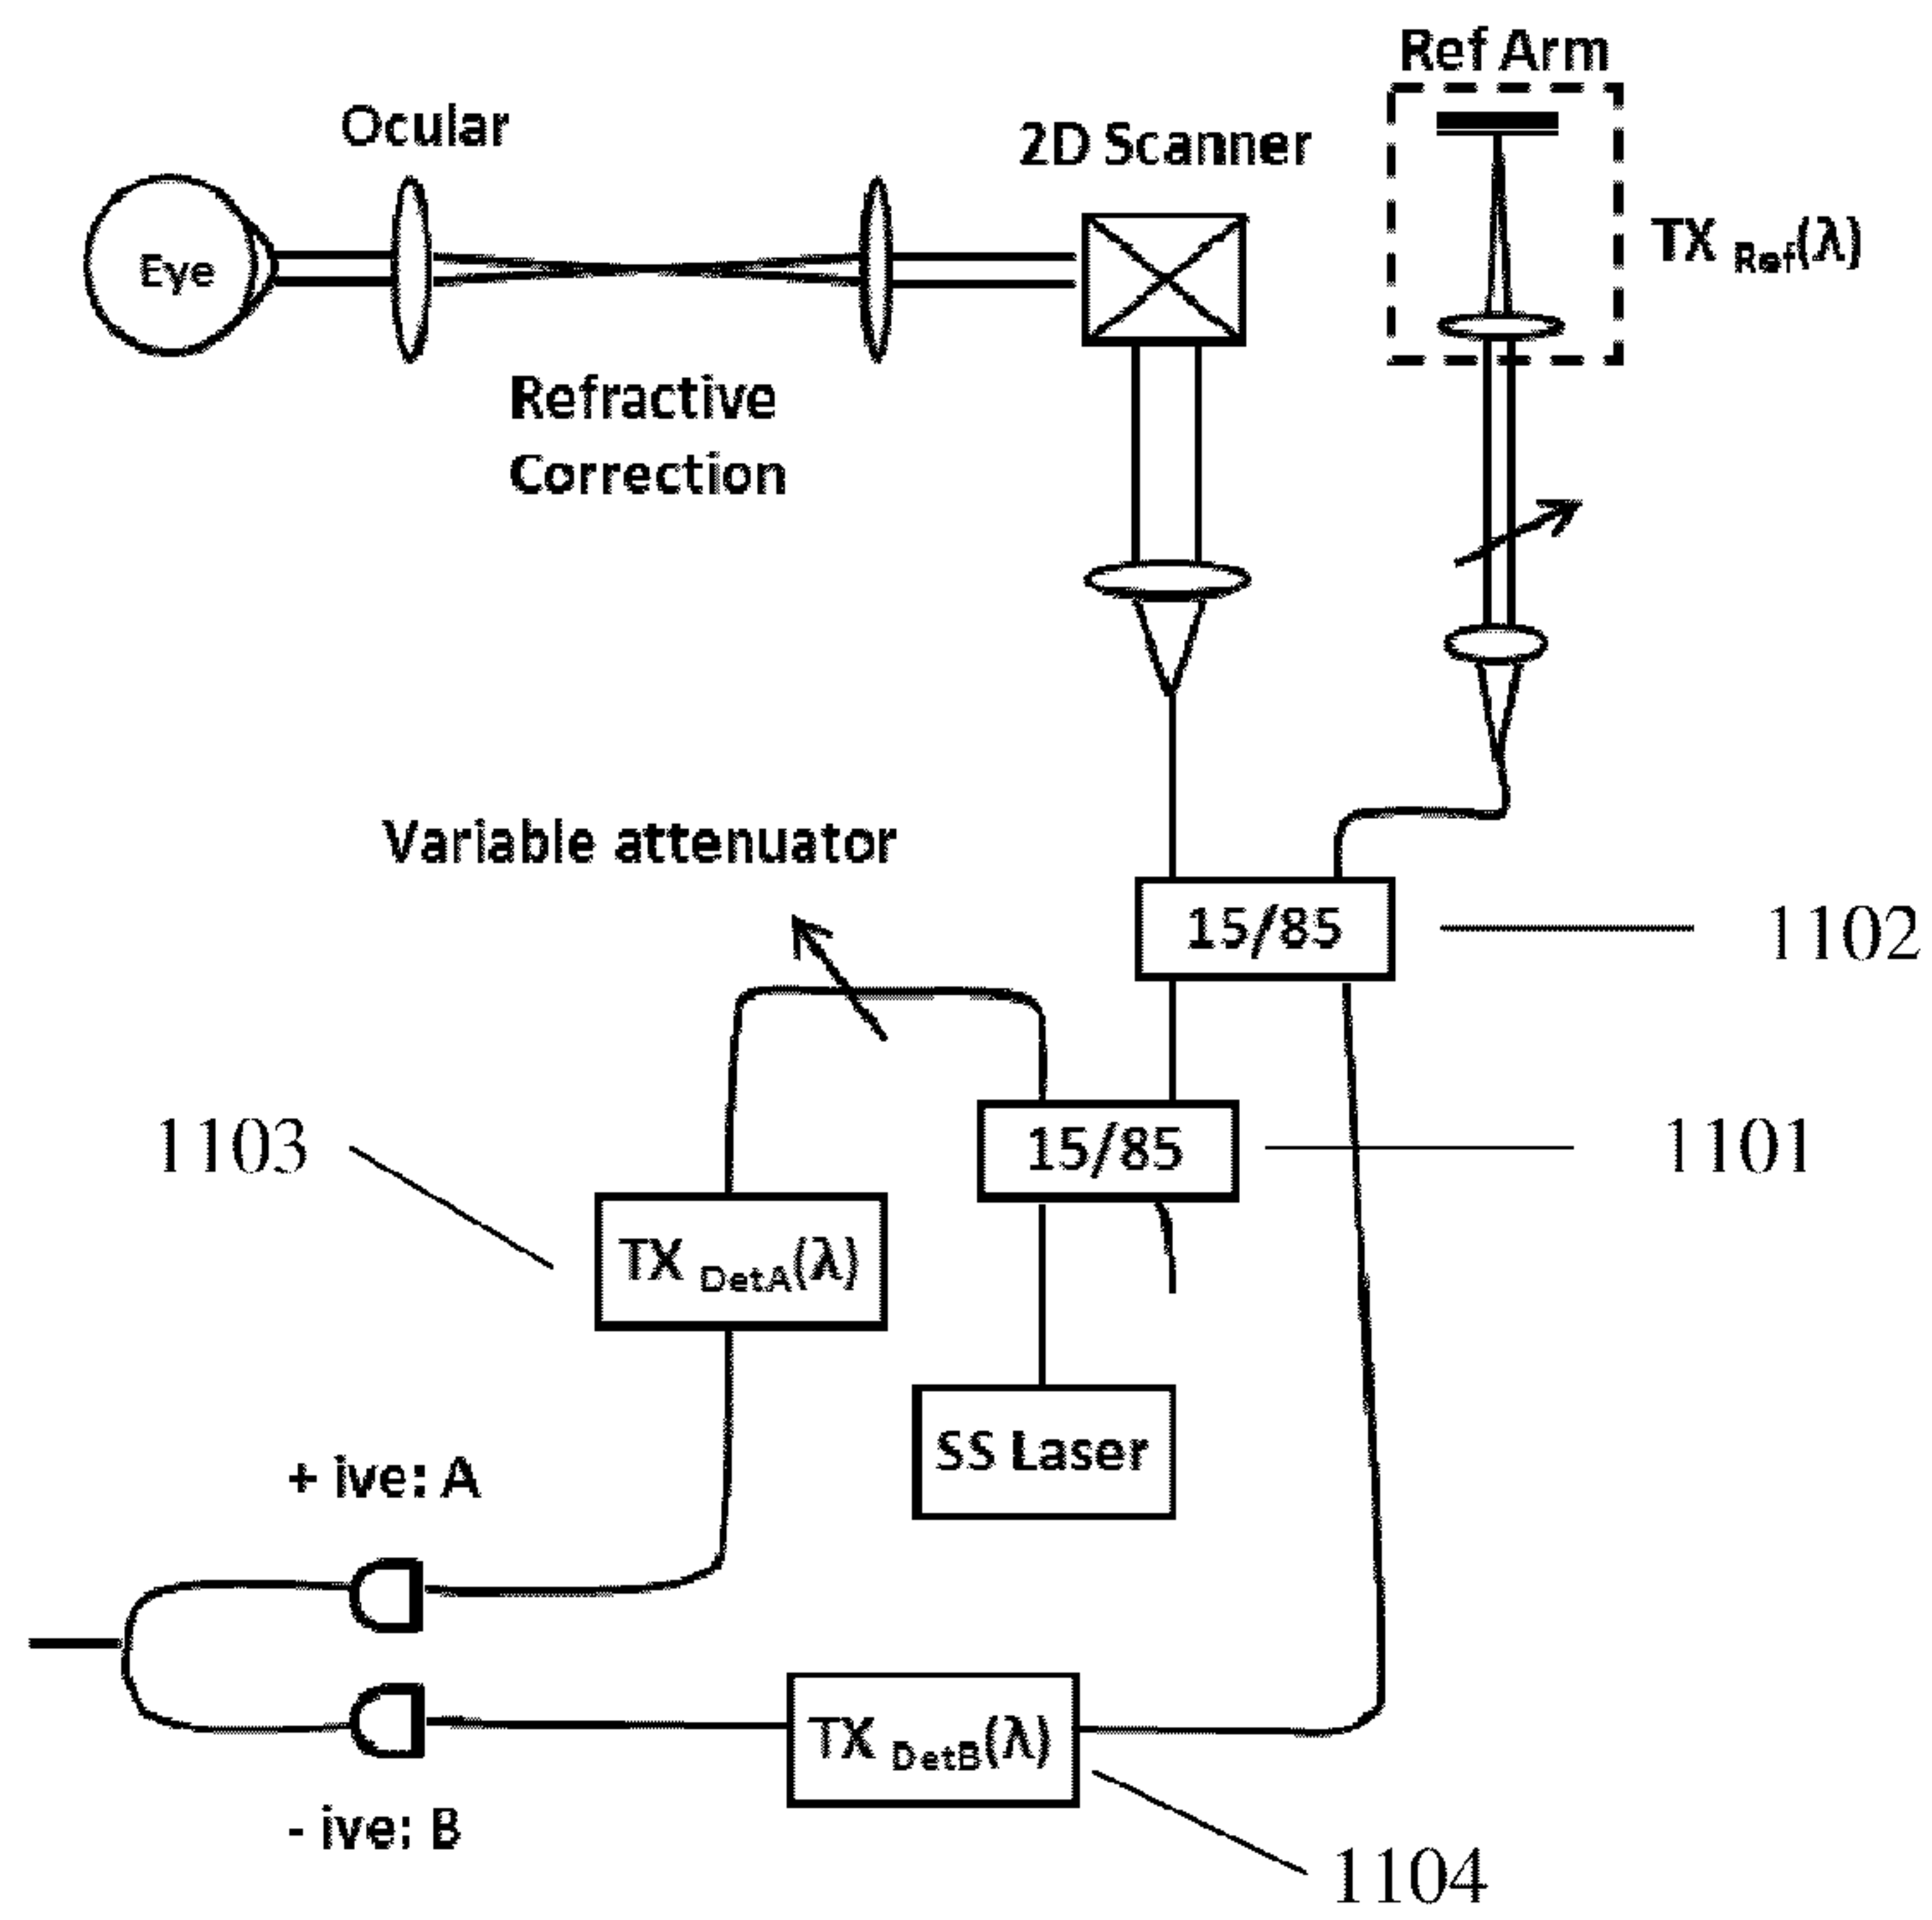 Ref Arm
Ocular
2D Scanner
TX Ref(λ)
Eye
Refractive
Correction
Variable attenuator
15/85
1102
1103
15/85
1101
TX DetA(λ)
SS Laser
+ ive: A
TX DetB(λ)
- ive: B
1104